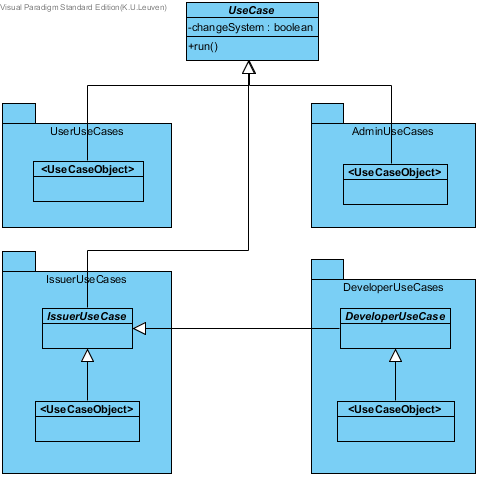 Visual Paradigm Standard Edition(K.U.Leuven)
UseCase
-changeSystem : boolean
+run()
UserUseCases
<UseCaseObject>
AdminUseCases
<UseCaseObject>
IssuerUseCases
IssuerUseCase
<UseCaseObject>
DeveloperUseCases
DeveloperUseCase
<UseCaseObject>